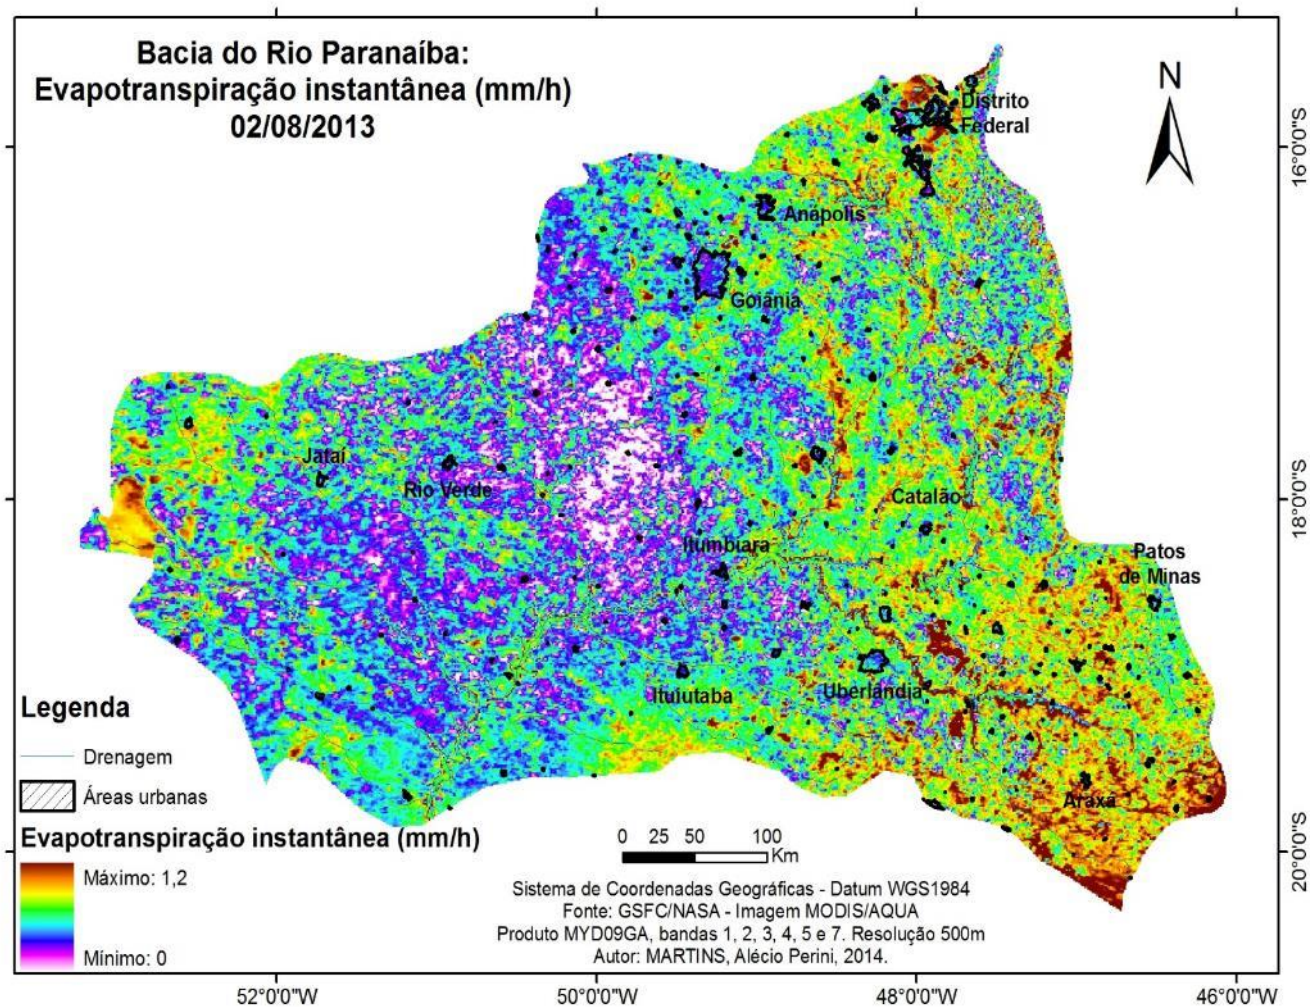 Bacia do Rio Paranaíba:
Evapotranspiração instantânea (mm/h)
02/08/2013
N
Distrito
Federal
16°0'0"S
Anápolis
Goiânia
Jataí
Rio Verde
Catalão
18°0'0"S
Itumbiara
Patos
de Minas
Ituiutaba
Uberlândia
Araxá
20°0'0"S
Legenda
Drenagem
Áreas urbanas
Evapotranspiração instantânea (mm/h)
Máximo: 1,2
Mínimo: 0
0 25 50 100
Km
Sistema de Coordenadas Geográficas - Datum WGS1984
Fonte: GSFC/NASA - Imagem MODIS/AQUA
Produto MYD09GA, bandas 1, 2, 3, 4, 5 e 7. Resolução 500m
Autor: MARTINS, Alécio Perini, 2014.
52°0'0"W 50°0'0"W 48°0'0"W 46°0'0"W